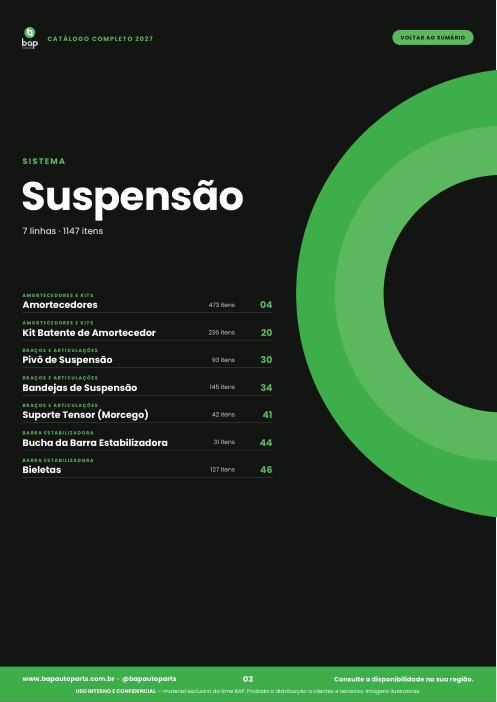 bap
CATÁLOGO COMPLETO 2027
VOLTAR AO SUMÁRIO
SISTEMA
Suspensão
7 linhas · 1147 itens
AMORTECEDORES E KITS
Amortecedores 473 itens 04
AMORTECEDORES E KITS
Kit Batente de Amortecedor 236 itens 20
BRAÇOS E ARTICULAÇÕES
Pivô de Suspensão 93 itens 30
BRAÇOS E ARTICULAÇÕES
Bandejas de Suspensão 145 itens 34
BRAÇOS E ARTICULAÇÕES
Suporte Tensor (Morcego) 42 itens 41
BARRA ESTABILIZADORA
Bucha da Barra Estabilizadora 31 itens 44
BARRA ESTABILIZADORA
Bieletas 127 itens 46
www.bapautoparts.com.br · @bapautoparts 03 Consulte a disponibilidade na sua região.
USO INTERNO E CONFIDENCIAL — material exclusivo do time BAP. Proibida a distribuição a clientes e terceiros. Imagens ilustrativas.